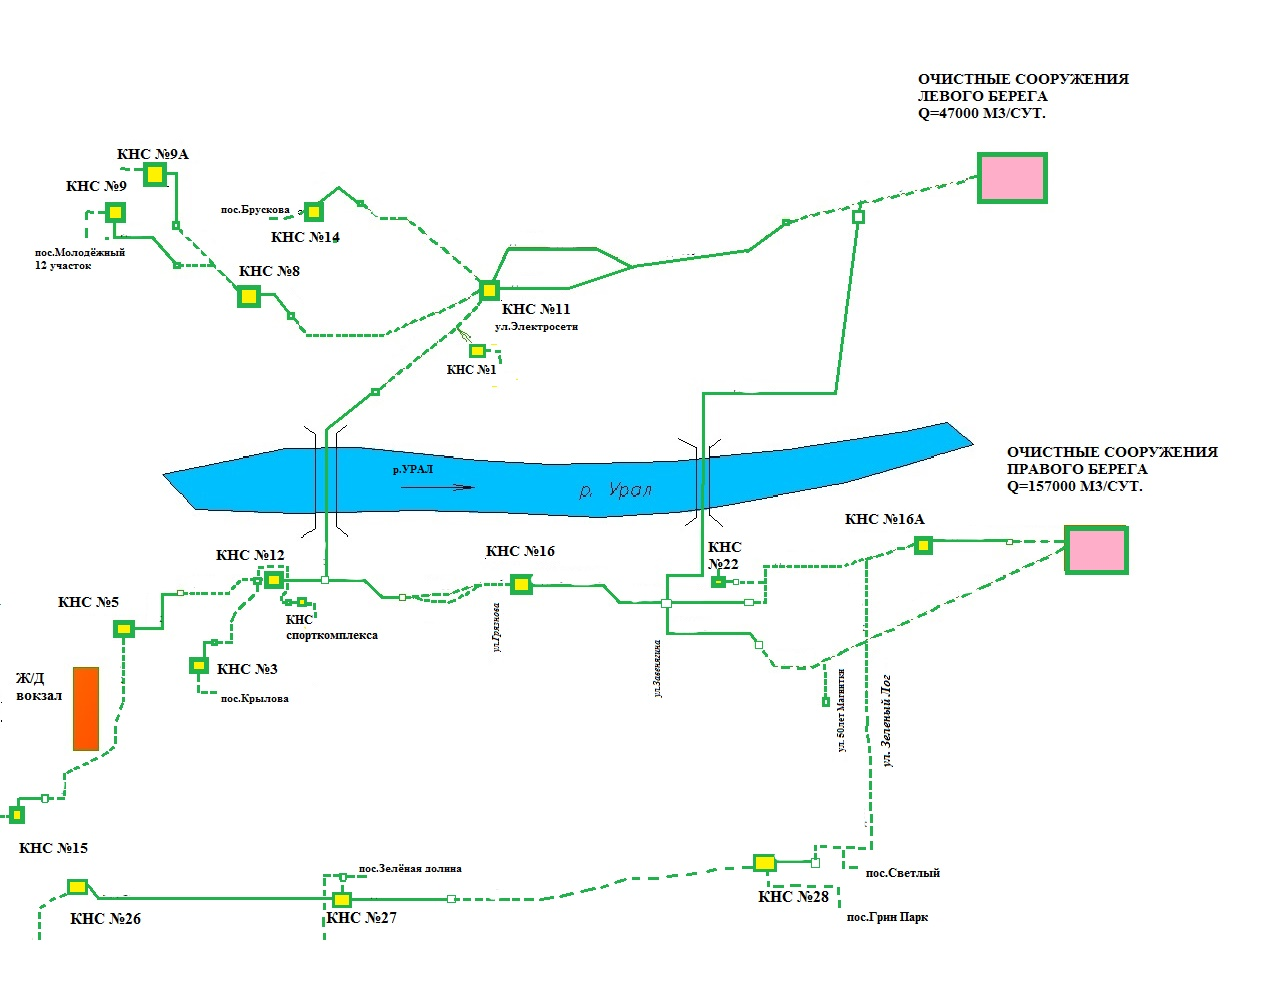 ОЧИСТНЫЕ СООРУЖЕНИЯ
ЛЕВОГО БЕРЕГА
Q=47000 М3/СУТ.
КНС №9А
КНС №9
пос.Брускова
КНС №14
пос.Молодёжный
12 участок
КНС №8
КНС №11
ул.Электросети
КНС №1
р.УРАЛ
р. Урал
ОЧИСТНЫЕ СООРУЖЕНИЯ
ПРАВОГО БЕРЕГА
Q=157000 М3/СУТ.
КНС №16А
КНС №12
КНС №16
КНС
№22
КНС №5
КНС
спорткомплекса
ул.Грязнова
КНС №3
ул.Завенягина
Ж/Д
вокзал
пос.Крылова
ул. 50лет Магнитки
ул. Зеленый Лог
КНС №15
пос.Зелёная долина
пос.Светлый
КНС №26
КНС №27
КНС №28
пос.Грин Парк